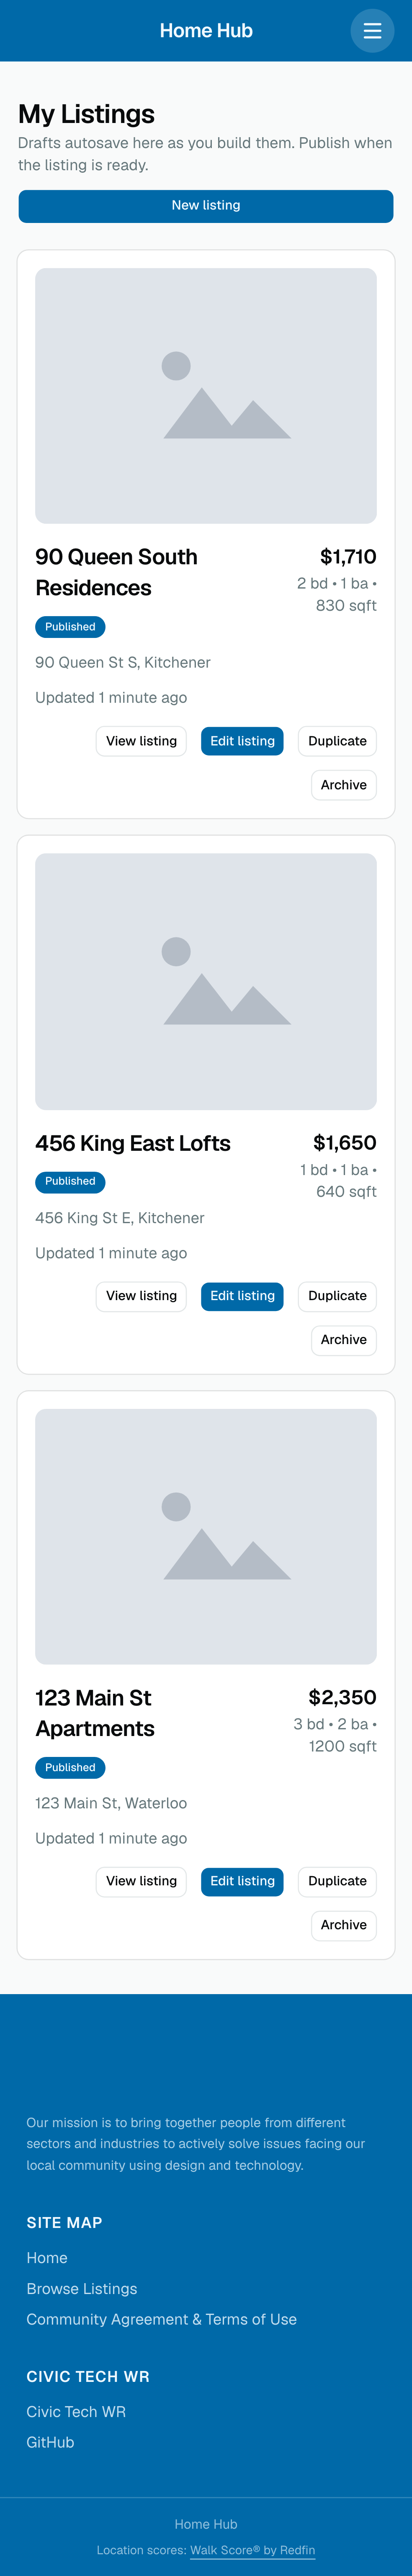 Home Hub
My Listings
Drafts autosave here as you build them. Publish when
the listing is ready.
New listing
90 Queen South
Residences
$1,710
2 bd • 1 ba •
830 sqft
Published
90 Queen St S, Kitchener
Updated 1 minute ago
View listing
Edit listing
Duplicate
Archive
456 King East Lofts
$1,650
1 bd • 1 ba •
640 sqft
Published
456 King St E, Kitchener
Updated 1 minute ago
View listing
Edit listing
Duplicate
Archive
123 Main St
Apartments
$2,350
3 bd • 2 ba •
1200 sqft
Published
123 Main St, Waterloo
Updated 1 minute ago
View listing
Edit listing
Duplicate
Archive
Our mission is to bring together people from different
sectors and industries to actively solve issues facing our
local community using design and technology.
SITE MAP
Home
Browse Listings
Community Agreement & Terms of Use
CIVIC TECH WR
Civic Tech WR
GitHub
Home Hub
Location scores: Walk Score® by Redfin